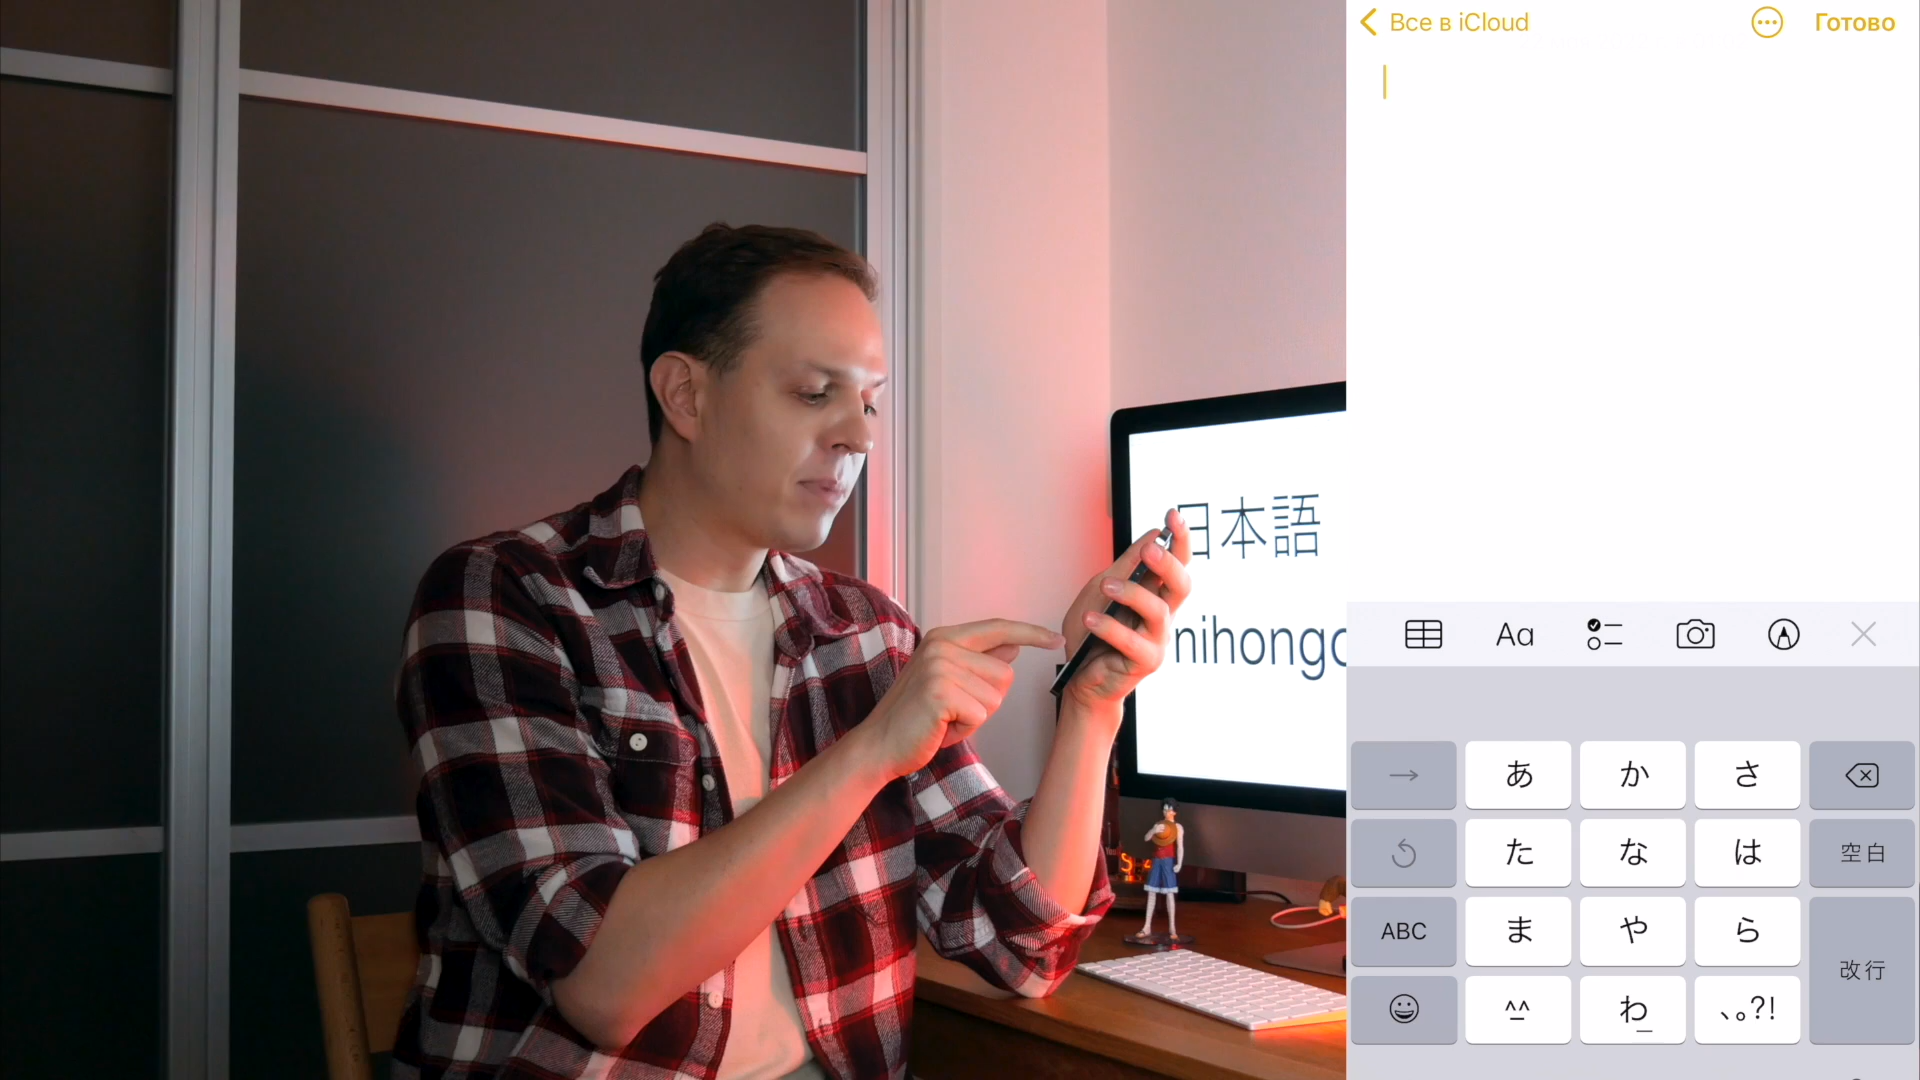 Все в iCloud
Готово
日本語
nihongo
Aa
→ あ か さ
た な は 空白
ABC ま や ら
改行
^^ わ_ 、。?!